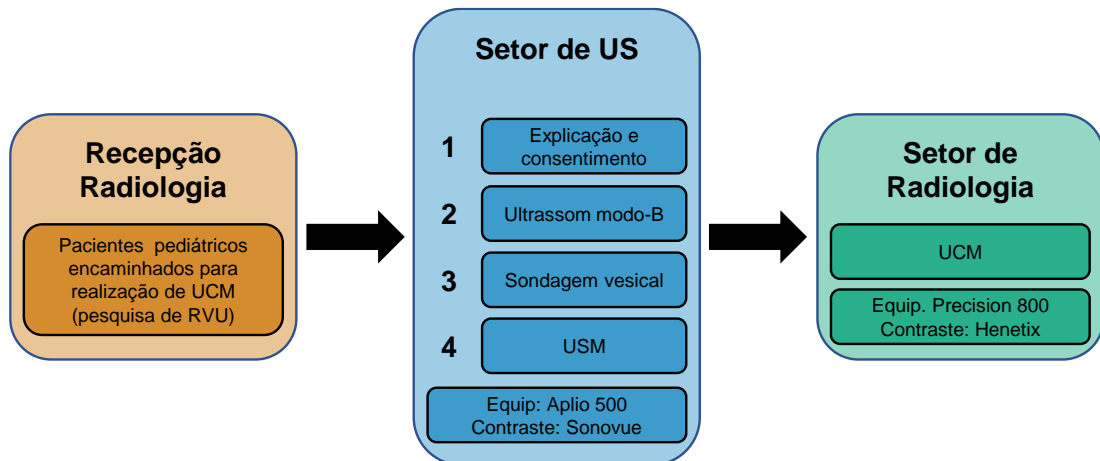 Recepção
Radiologia
Pacientes pediátricos
encaminhados para
realização de UCM
(pesquisa de RVU)
Setor de US
1
Explicação e
consentimento
2
Ultrassom modo-B
3
Sondagem vesical
4
USM
Equip: Aplio 500
Contraste: Sonovue
Setor de
Radiologia
UCM
Equip. Precision 800
Contraste: Henetix